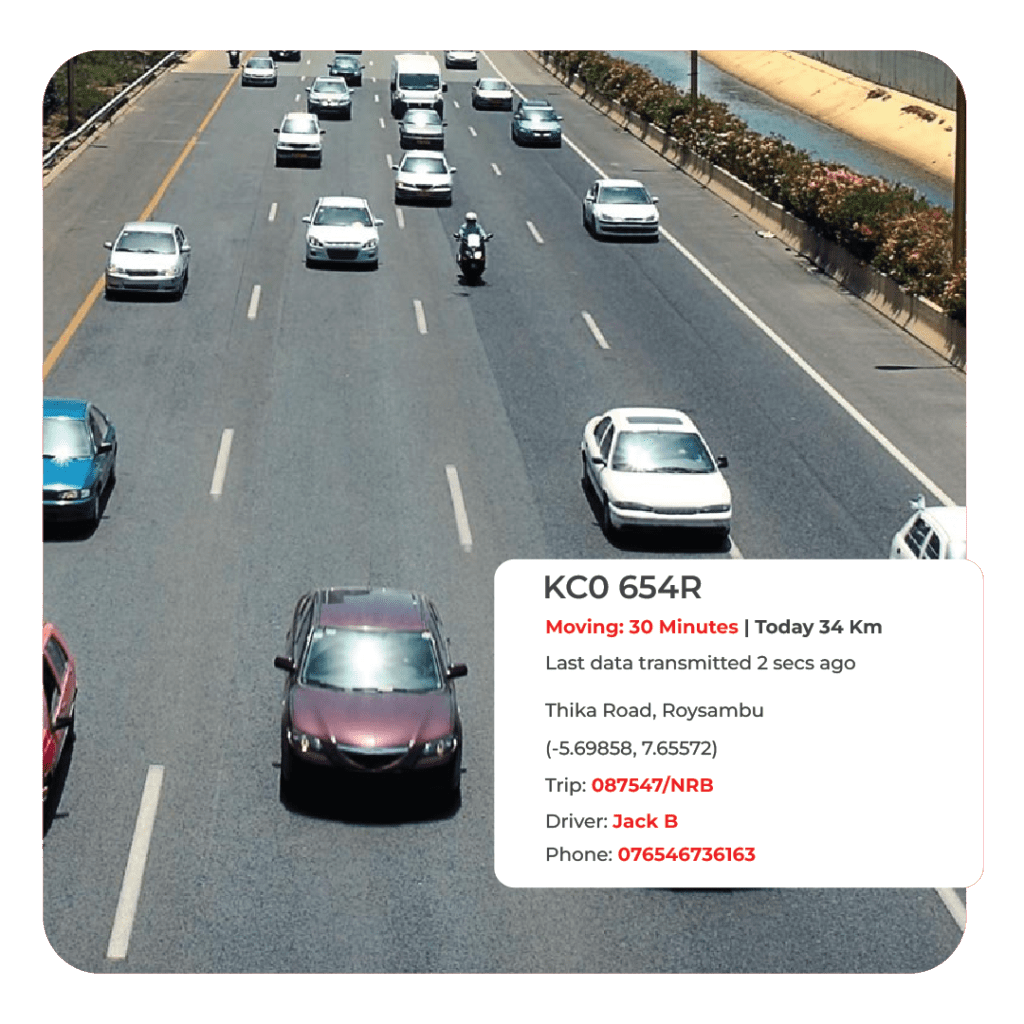 KC0 654R
Moving: 30 Minutes | Today 34 Km
Last data transmitted 2 secs ago
Thika Road, Roysambu
(-5.69858, 7.65572)
Trip: 087547/NRB
Driver: Jack B
Phone: 076546736163